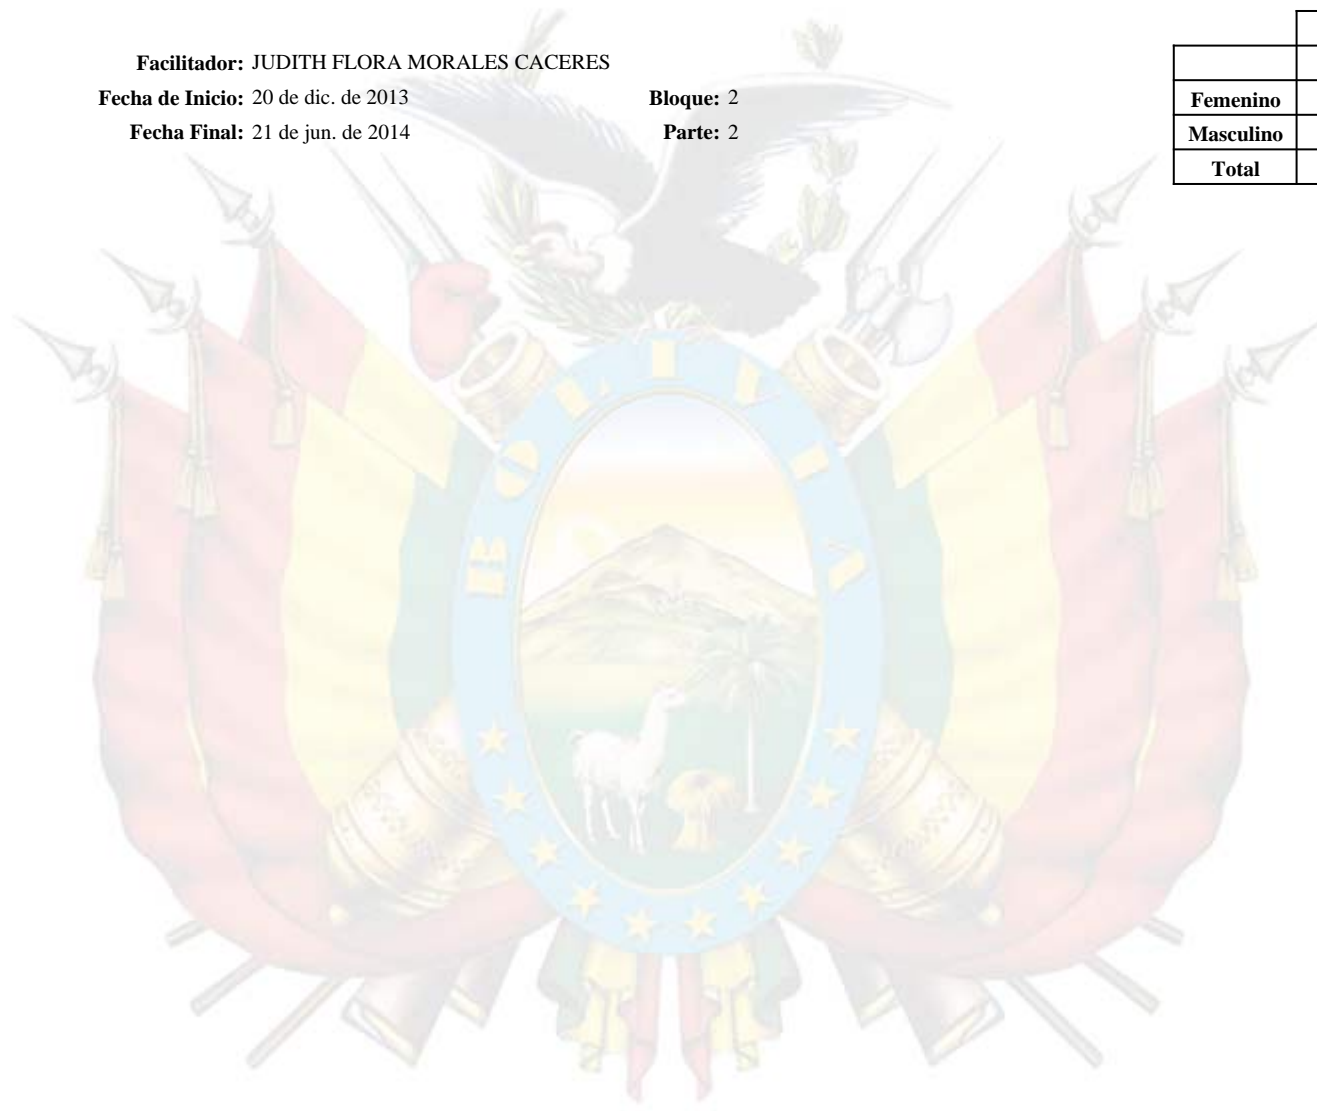 Facilitador: JUDITH FLORA MORALES CACERES
Fecha de Inicio: 20 de dic. de 2013 Bloque: 2
Fecha Final: 21 de jun. de 2014 Parte: 2
Femenino
Masculino
Total
BOLIVIA